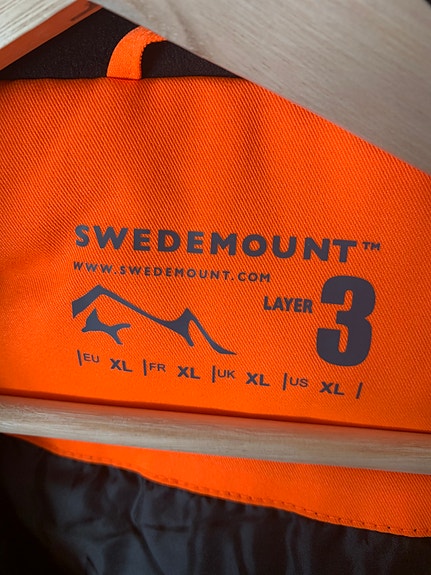 SWEDEMOUNT™
WWW.SWEDEMOUNT.COM
LAYER 3
|EU XL |FR XL |UK XL |US XL |